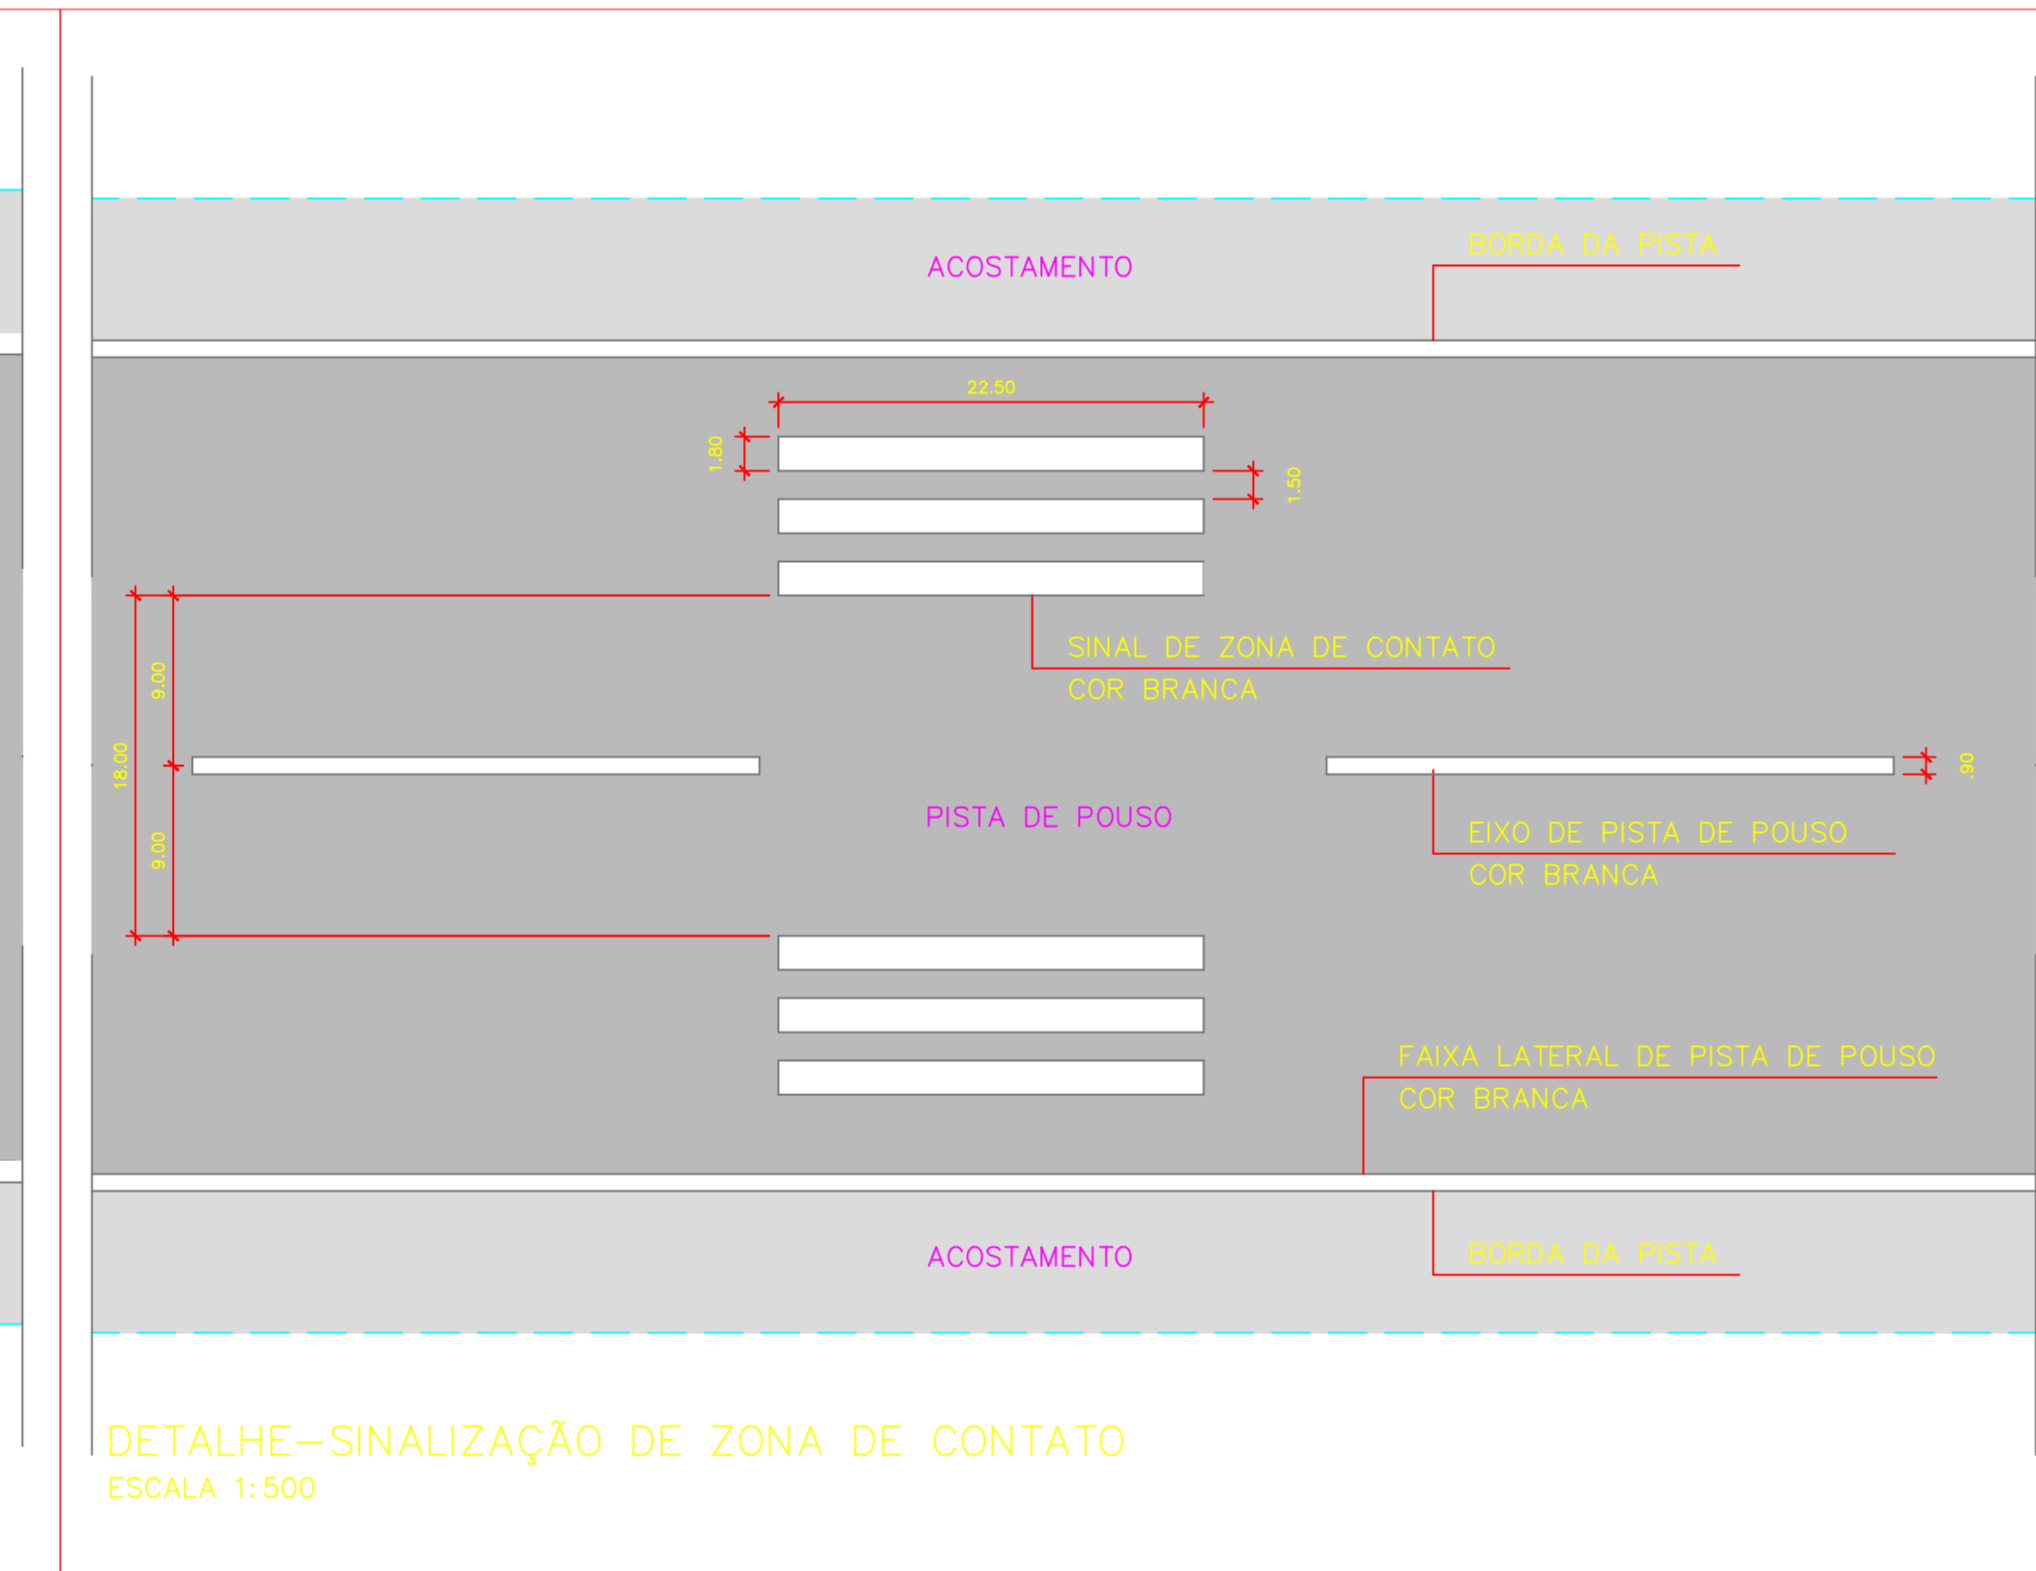 BORDA DA PISTA
ACOSTAMENTO
22.50
1.80
1.50
SINAL DE ZONA DE CONTATO
COR BRANCA
9.00
18.00
.90
PISTA DE POUSO
EIXO DE PISTA DE POUSO
COR BRANCA
9.00
FAIXA LATERAL DE PISTA DE POUSO
COR BRANCA
ACOSTAMENTO
BORDA DA PISTA
DETALHE-SINALIZAÇÃO DE ZONA DE CONTATO
ESCALA 1:500